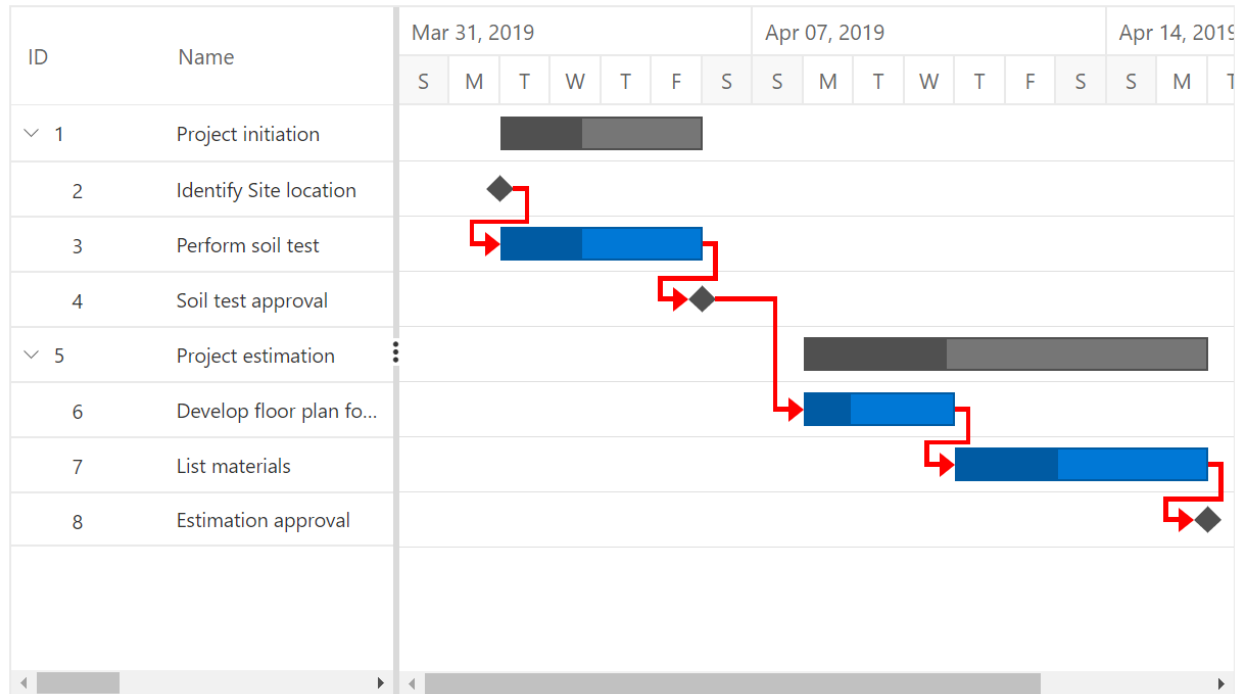 ID Name Mar 31, 2019 Apr 07, 2019 Apr 14, 2019
S M T W T F S S M T W T F S S M T
1 Project initiation
2 Identify Site location
3 Perform soil test
4 Soil test approval
5 Project estimation
6 Develop floor plan fo...
7 List materials
8 Estimation approval